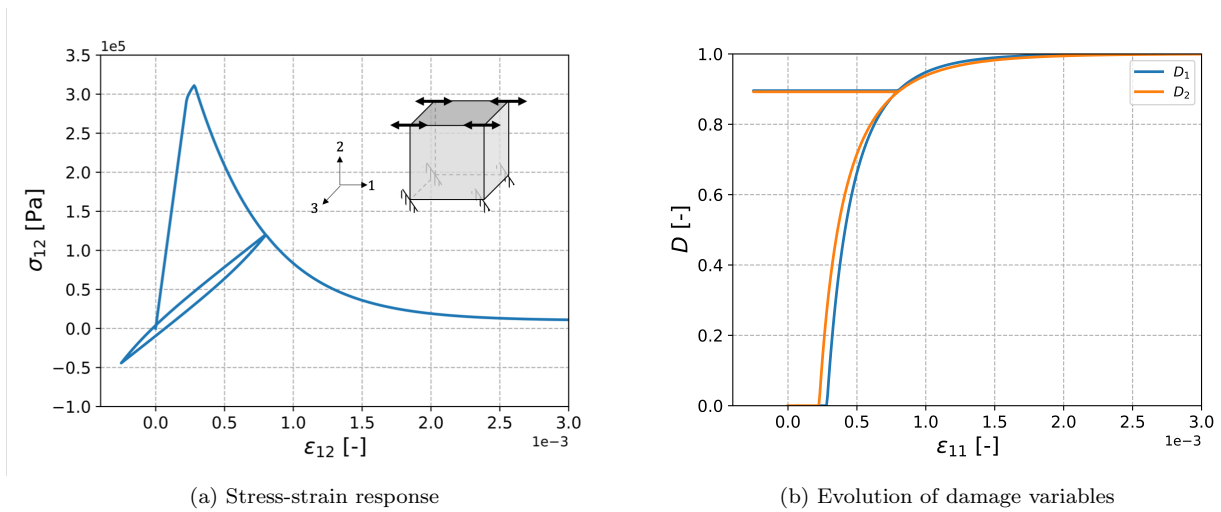 1e5
3.5
3.0
2.5
2.0
1.5
1.0
0.5
0.0
−0.5
−1.0
σ12 [Pa]
2
1
3
0.0 0.5 1.0 1.5 2.0 2.5 3.0
1e−3
ε12 [-]
(a) Stress-strain response
1.0
0.8
0.6
0.4
0.2
0.0
D [-]
D1
D2
0.0 0.5 1.0 1.5 2.0 2.5 3.0
1e−3
ε11 [-]
(b) Evolution of damage variables